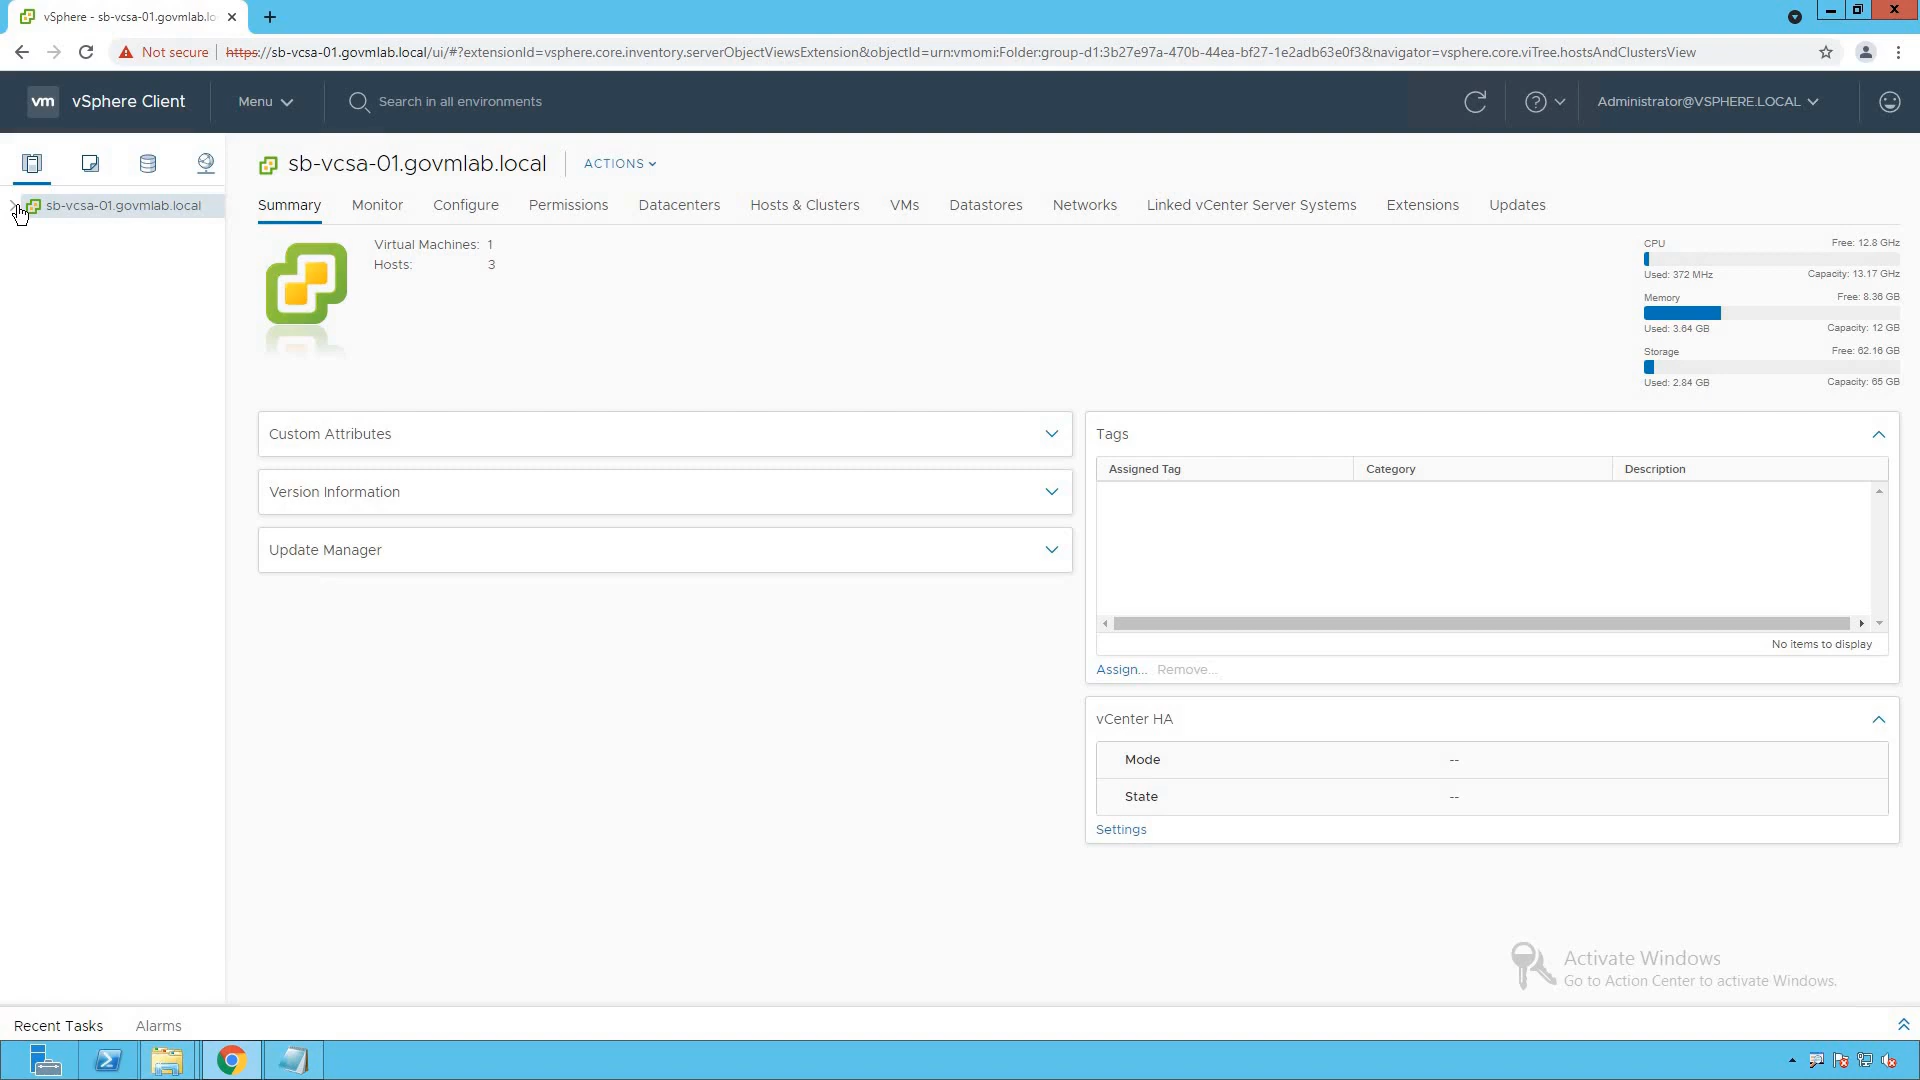 vSphere - sb-vcsa-01.govmlab.lo
Not secure
https://sb-vcsa-01.govmlab.local/ui/#?extensionId=vsphere.core.inventory.serverObjectViewsExtension&objectId=urn:vmomi:Folder:group-d1:3b27e97a-470b-44ea-bf27-1e2adb63e0f3&navigator=vsphere.core.viTree.hostsAndClustersView
vm vSphere Client
Menu
Search in all environments
Administrator@VSPHERE.LOCAL
sb-vcsa-01.govmlab.local
sb-vcsa-01.govmlab.local
ACTIONS
Summary Monitor Configure Permissions Datacenters Hosts & Clusters VMs Datastores Networks Linked vCenter Server Systems Extensions Updates
Virtual Machines: 1
Hosts: 3
CPU Free: 12.8 GHz
Used: 372 MHz Capacity: 13.17 GHz
Memory Free: 8.36 GB
Used: 3.64 GB Capacity: 12 GB
Storage Free: 62.16 GB
Used: 2.84 GB Capacity: 65 GB
Custom Attributes
Version Information
Update Manager
Tags
Assigned Tag Category Description
No items to display
Assign... Remove...
vCenter HA
Mode --
State --
Settings
Activate Windows
Go to Action Center to activate Windows.
Recent Tasks Alarms